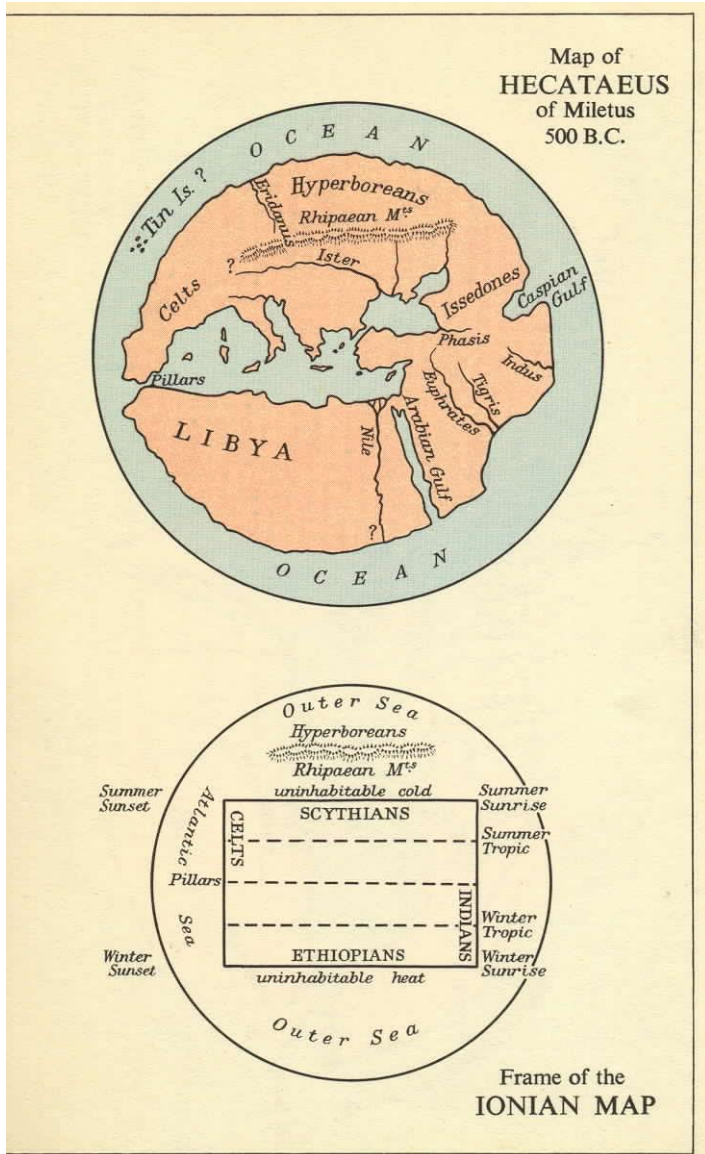 Map of
HECATAEUS
of Miletus
500 B.C.
OCEAN
Tin Is. ?
Eridanus
Hyperboreans
Rhipaean Mts
?
Ister
Celts
Issedones
Caspian
Gulf
Phasis
Indus
Tigris
Euphrates
Pillars
LIBYA
Nile
Arabian Gulf
?
OCEAN
Outer Sea
Hyperboreans
Rhipaean Mts
uninhabitable cold
Summer
Sunset
Summer
Sunrise
SCYTHIANS
Atlantic
Sea
CELTS
Summer
Tropic
Pillars
INDIANS
Winter
Tropic
Winter
Sunset
ETHIOPIANS
Winter
Sunrise
uninhabitable heat
Outer Sea
Frame of the
IONIAN MAP